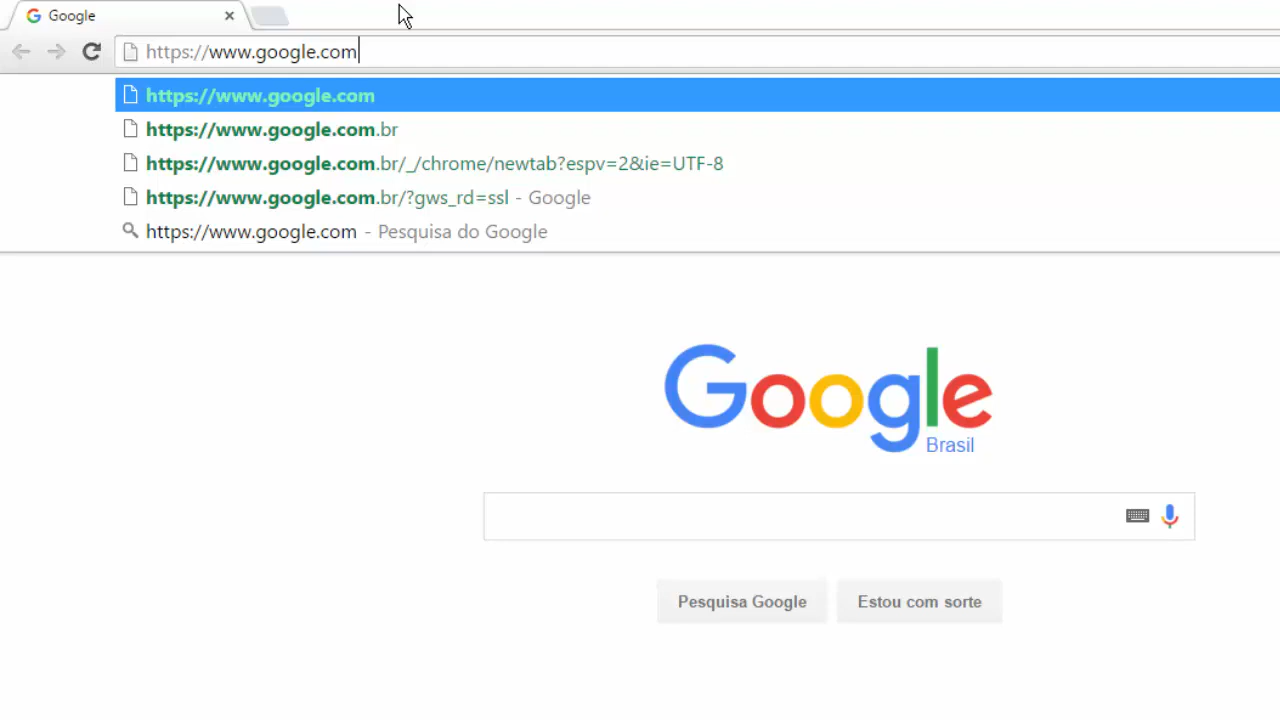 Google
https://www.google.com
https://www.google.com
https://www.google.com.br
https://www.google.com.br/_/chrome/newtab?espv=2&ie=UTF-8
https://www.google.com.br/?gws_rd=ssl - Google
https://www.google.com - Pesquisa do Google
Google
Brasil
Pesquisa Google Estou com sorte